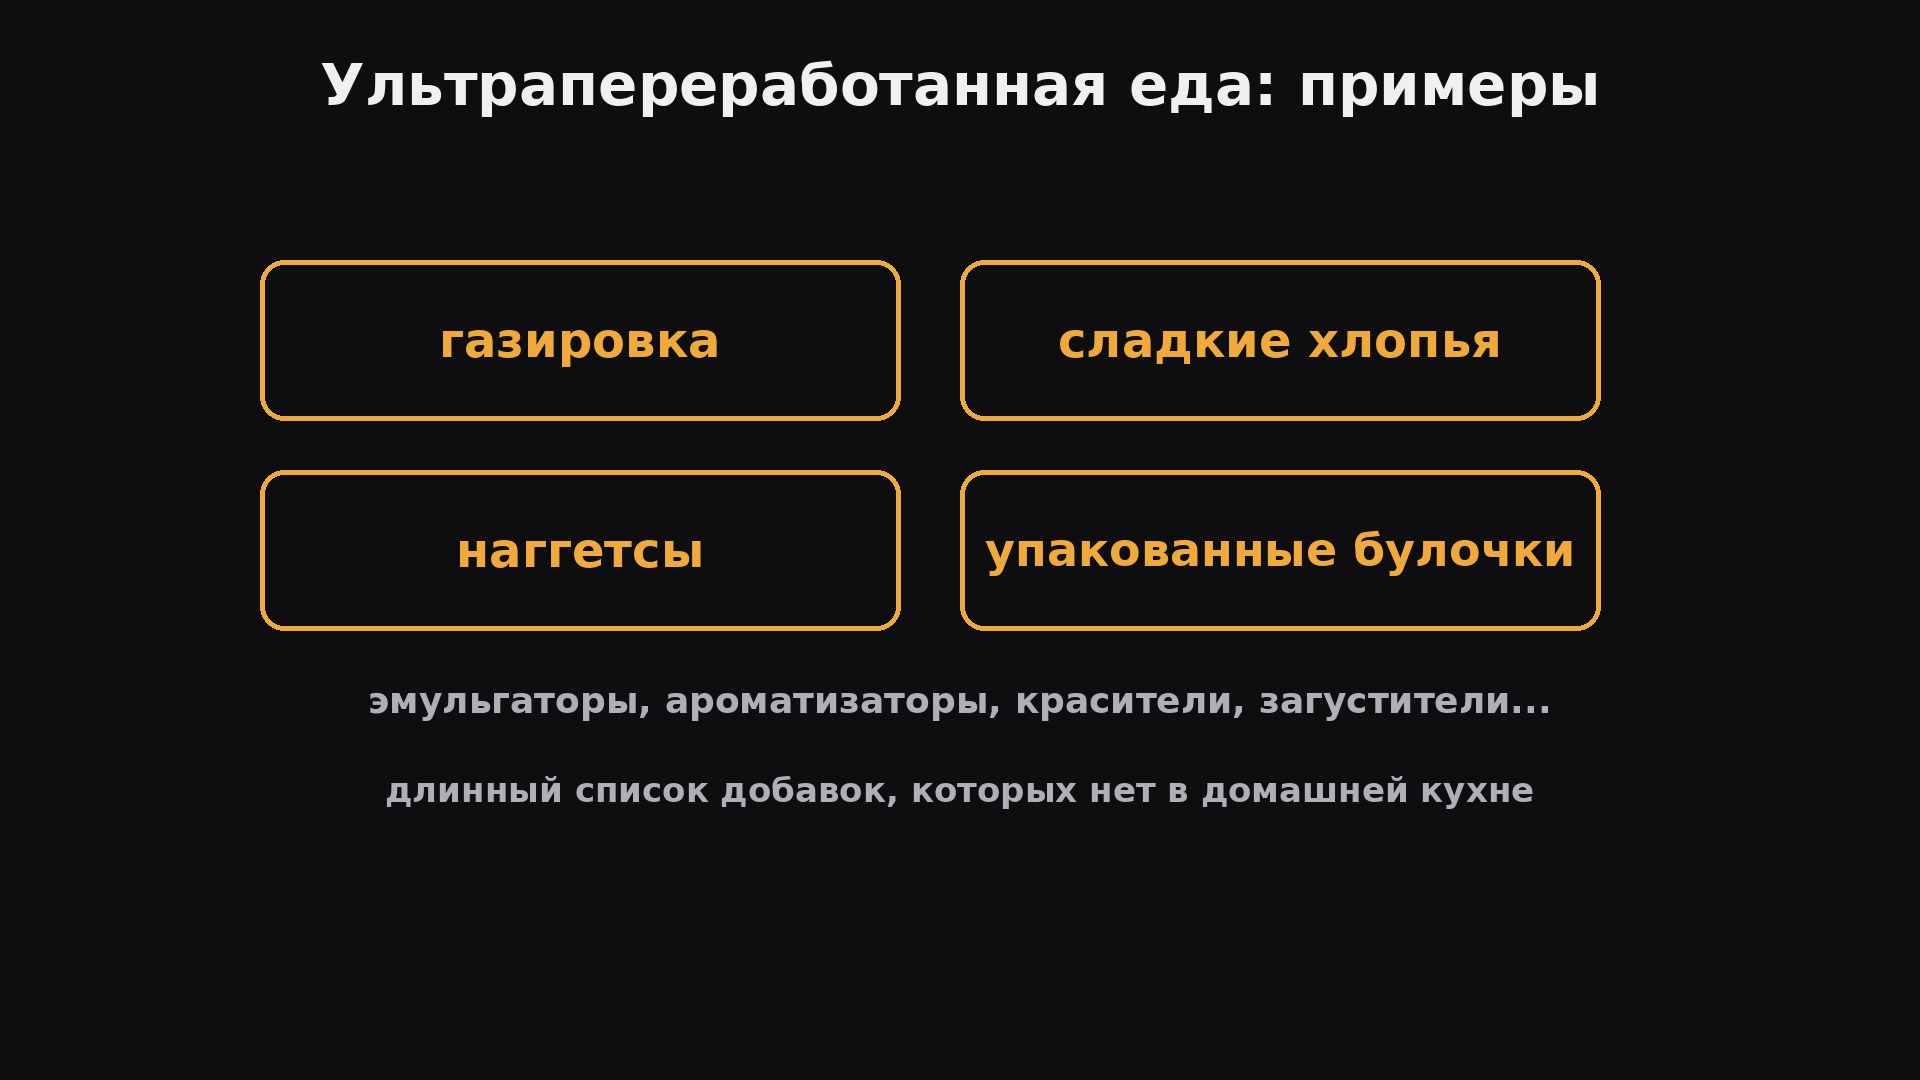 Ультрапереработанная еда: примеры
газировка
сладкие хлопья
наггетсы
упакованные булочки
эмульгаторы, ароматизаторы, красители, загустители...
длинный список добавок, которых нет в домашней кухне